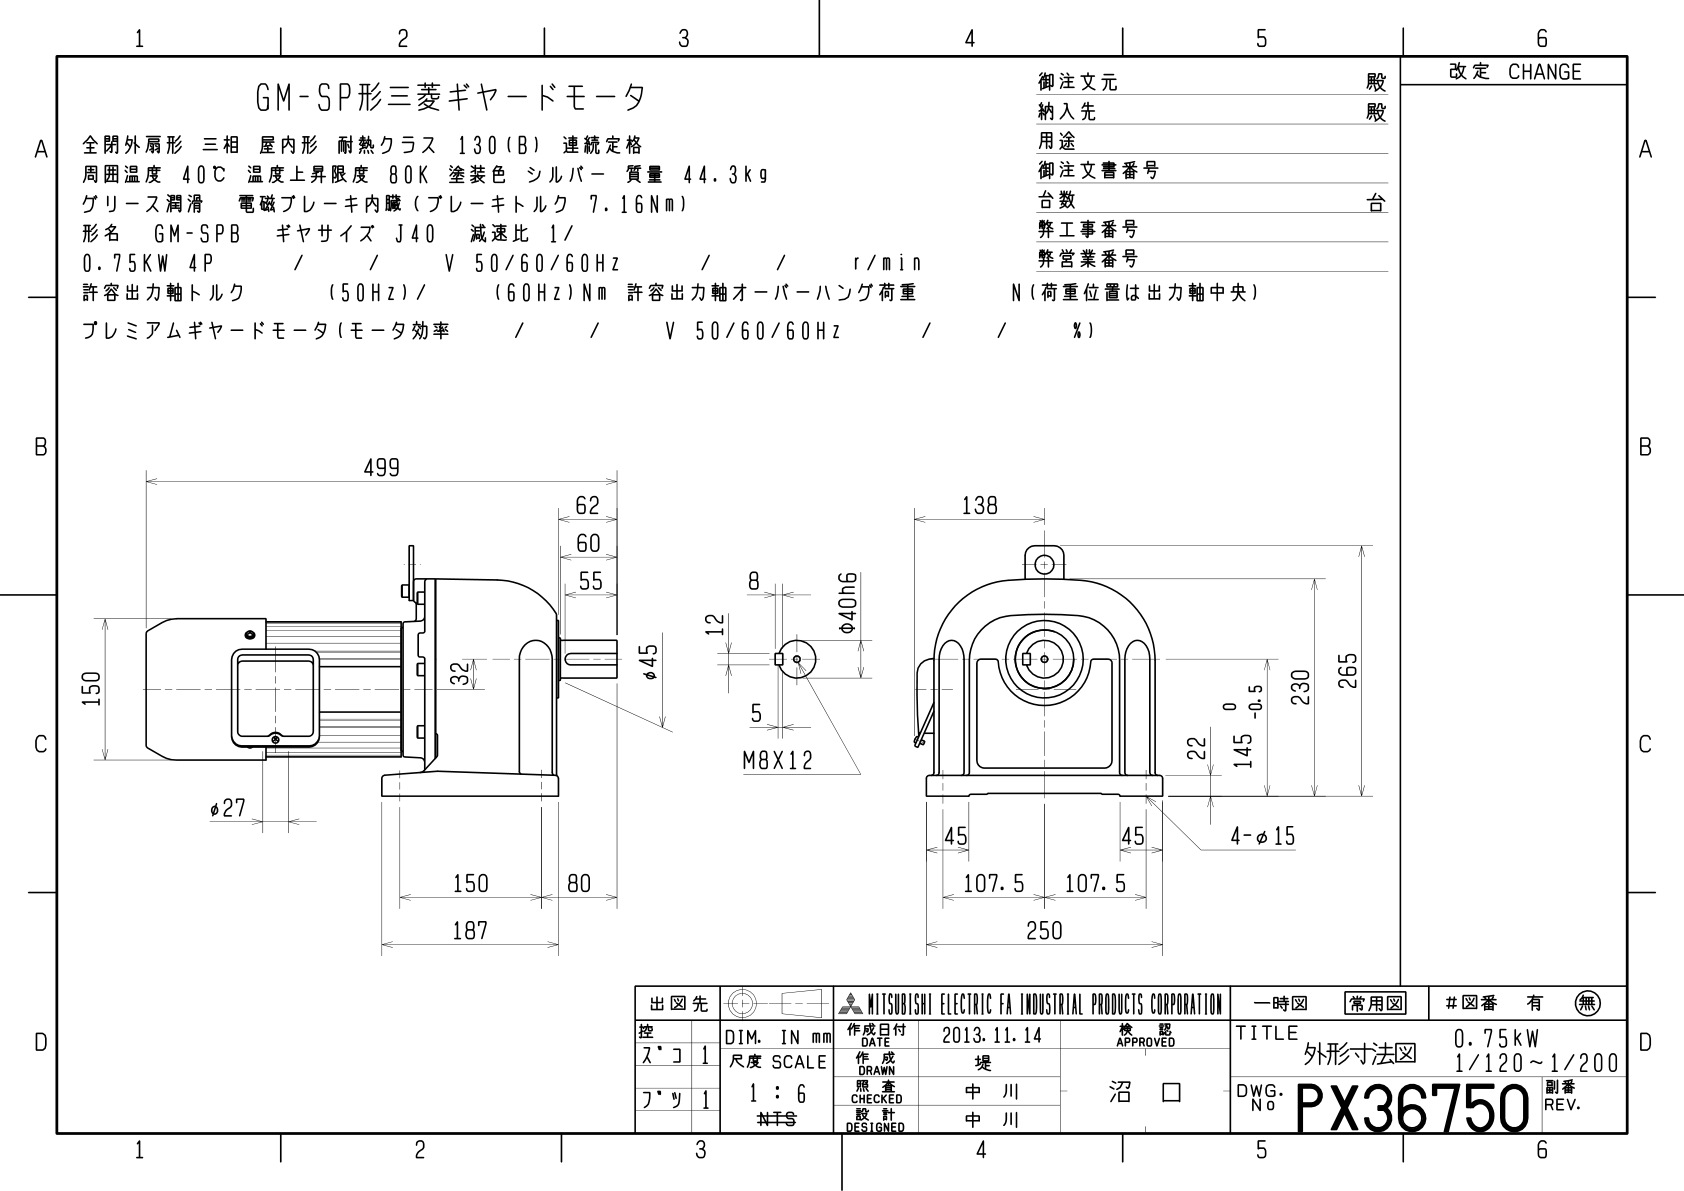 1 2 3 4 5 6
改定 CHANGE
GM-SP形三菱ギヤードモータ
全閉外扇形 三相 屋内形 耐熱クラス 130(B) 連続定格
周囲温度 40℃ 温度上昇限度 80K 塗装色 シルバー 質量 44.3kg
グリース潤滑 電磁ブレーキ内臓(ブレーキトルク 7.16Nm)
形名 GM-SPB ギヤサイズ J40 減速比 1/
0.75KW 4P / / V 50/60/60Hz / / r/min
許容出力軸トルク (50Hz)/ (60Hz)Nm 許容出力軸オーバーハング荷重 N(荷重位置は出力軸中央)
プレミアムギヤードモータ(モータ効率 / / V 50/60/60Hz / / %)
御注文元 殿
納入先 殿
用途
御注文書番号
台数 台
弊工事番号
弊営業番号
A A
B B
C C
D D
499
62
60
55
150
32
φ45
φ27
150 80
187
8
12
φ40h6
5
M8X12
138
265
230
145 0 -0.5
22
45 45
4-φ15
107.5 107.5
250
出図先
控
ズコ 1
ブツ 1
DIM. IN mm
尺度 SCALE
1 : 6
NTS
MITSUBISHI ELECTRIC FA INDUSTRIAL PRODUCTS CORPORATION
作成日付 DATE 2013.11.14
作成 DRAWN 堤
照査 CHECKED 中川
設計 DESIGNED 中川
検認 APPROVED
沼口
一時図 常用図 #図番 有 無
TITLE 外形寸法図 0.75kW
1/120~1/200
DWG. No PX36750 副番 REV.
1 2 3 4 5 6